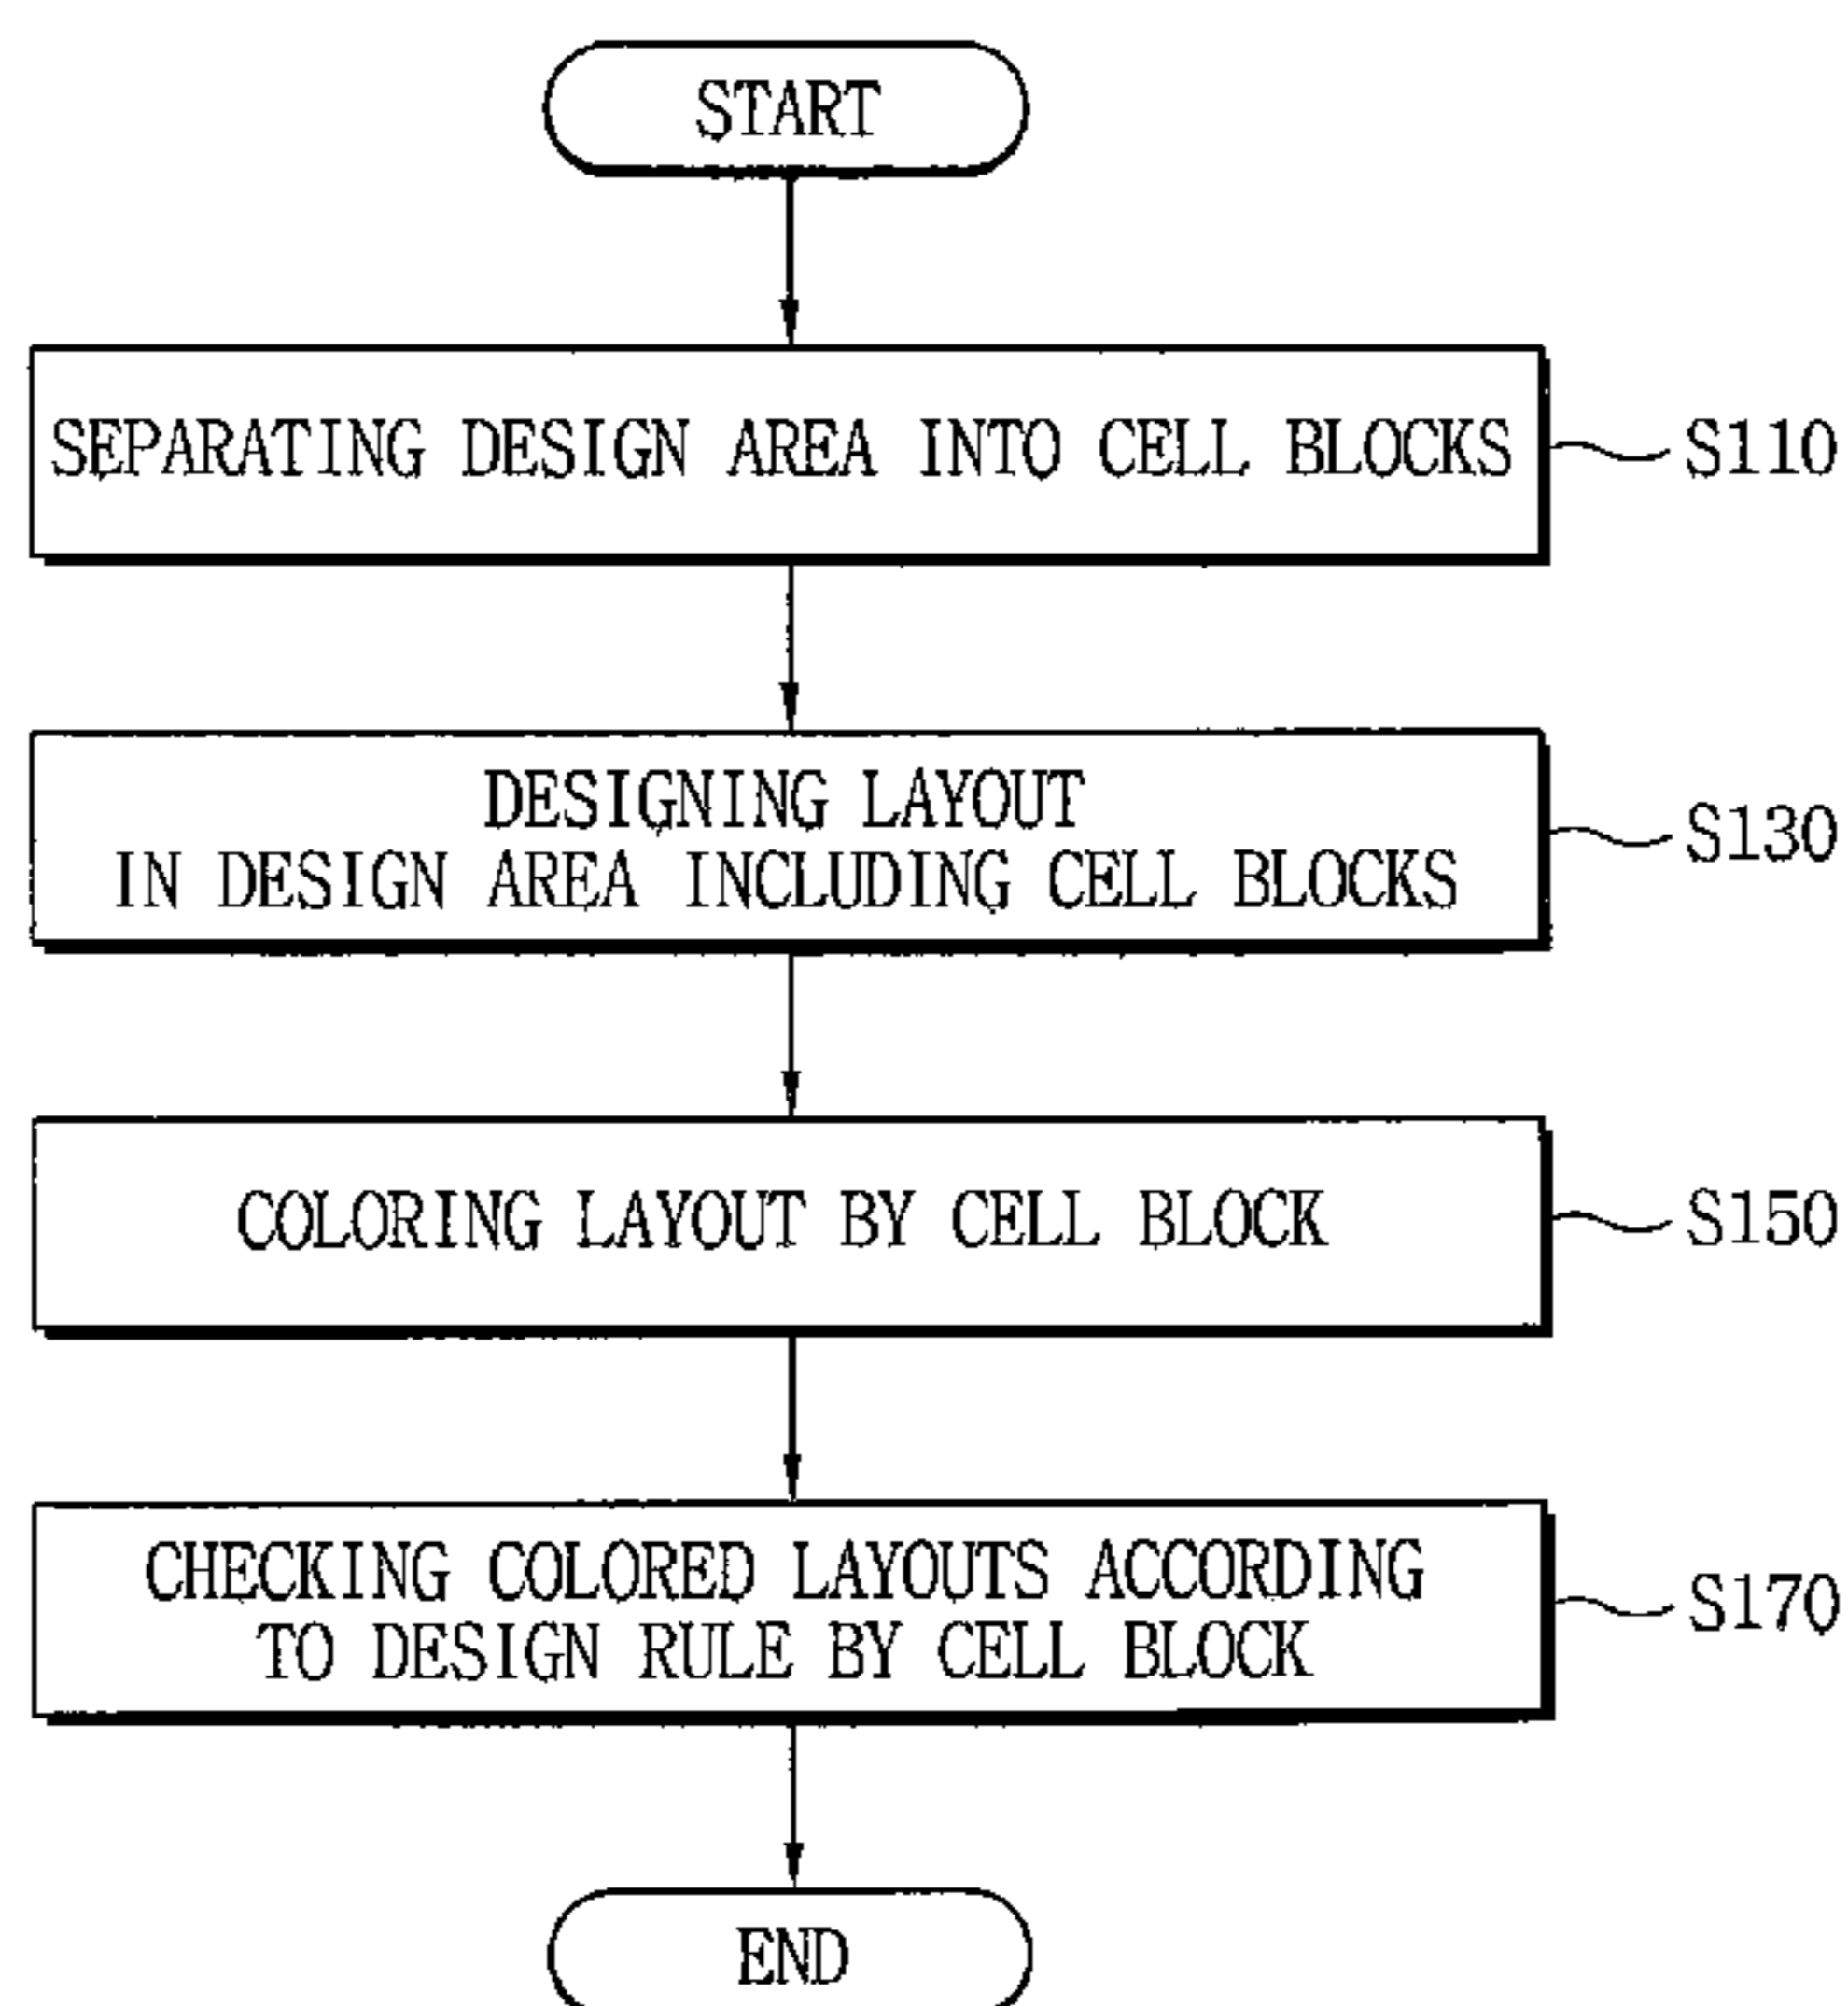 START
SEPARATING DESIGN AREA INTO CELL BLOCKS
S110
DESIGNING LAYOUT
IN DESIGN AREA INCLUDING CELL BLOCKS
S130
COLORING LAYOUT BY CELL BLOCK
S150
CHECKING COLORED LAYOUTS ACCORDING
TO DESIGN RULE BY CELL BLOCK
S170
END